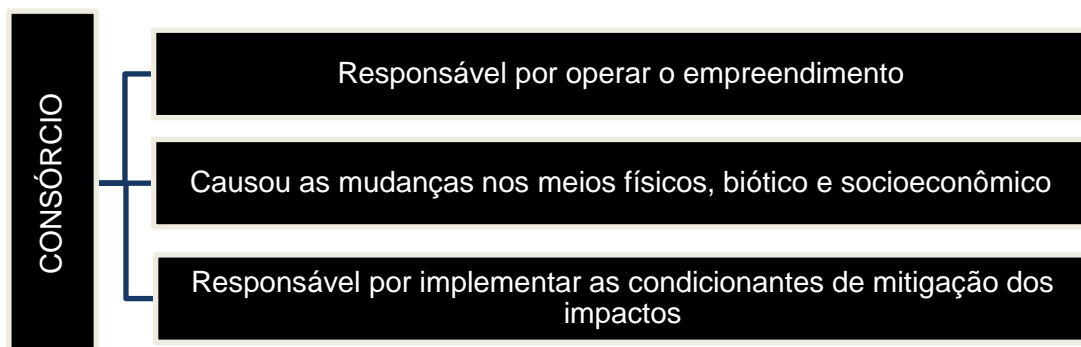 CONSÓRCIO
Responsável por operar o empreendimento
Causou as mudanças nos meios físicos, biótico e socioeconômico
Responsável por implementar as condicionantes de mitigação dos
impactos